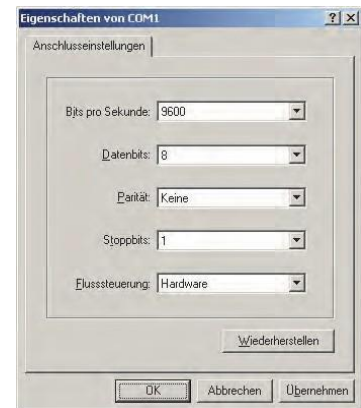 Eigenschaften von COM1
Anschlusseinstellungen
Bits pro Sekunde: 9600
Datenbits: 8
Parität: Keine
Stoppbits: 1
Flusssteuerung: Hardware
Wiederherstellen
OK Abbrechen Übernehmen